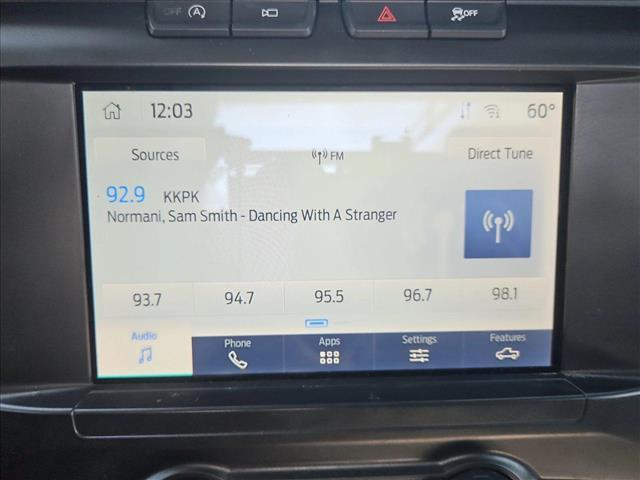 OFF A
OFF
12:03
60°
Sources
FM
Direct Tune
92.9 KKPK
Normani, Sam Smith - Dancing With A Stranger
93.7 94.7 95.5 96.7 98.1
Audio Phone Apps Settings Features